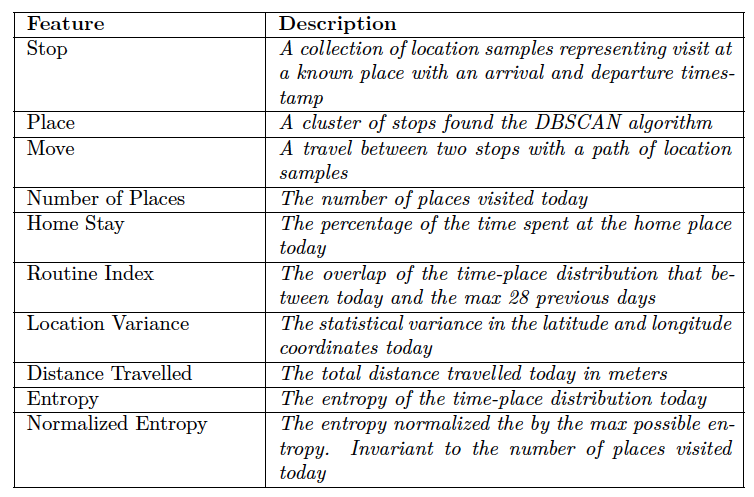 Feature Description
Stop A collection of location samples representing visit at
a known place with an arrival and departure times-
tamp
Place A cluster of stops found the DBSCAN algorithm
Move A travel between two stops with a path of location
samples
Number of Places The number of places visited today
Home Stay The percentage of the time spent at the home place
today
Routine Index The overlap of the time-place distribution that be-
tween today and the max 28 previous days
Location Variance The statistical variance in the latitude and longitude
coordinates today
Distance Travelled The total distance travelled today in meters
Entropy The entropy of the time-place distribution today
Normalized Entropy The entropy normalized the by the max possible en-
tropy. Invariant to the number of places visited
today